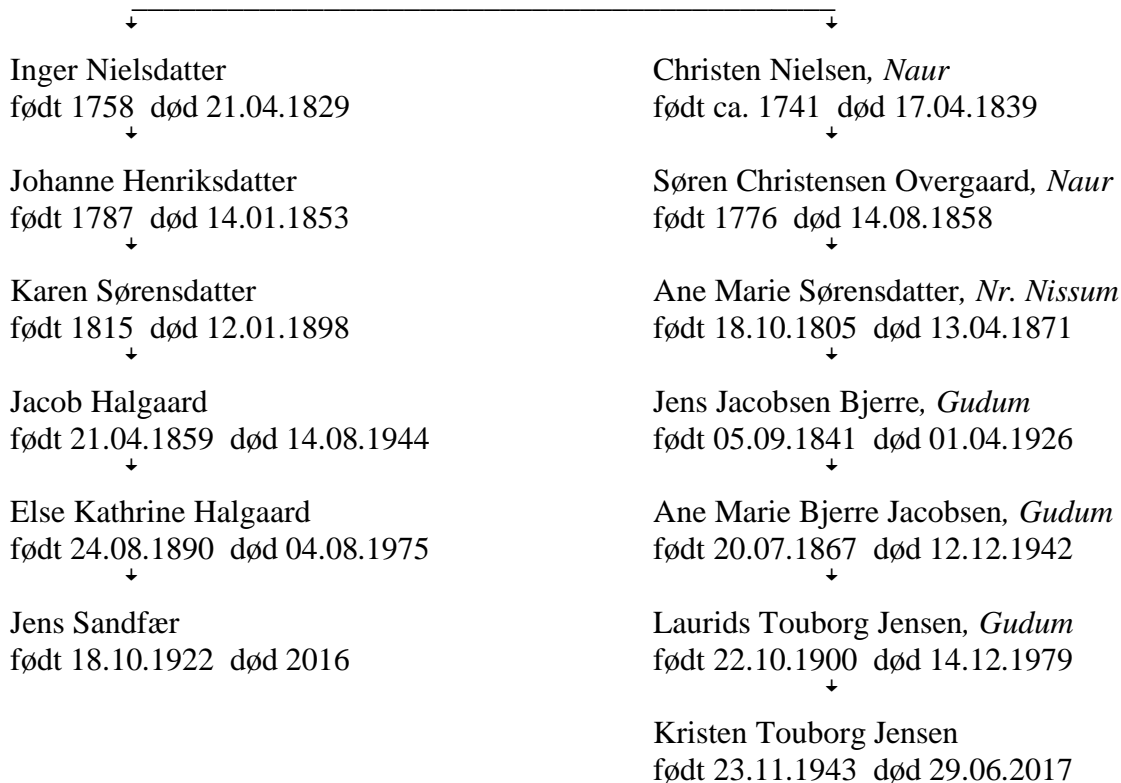 Inger Nielsdatter
født 1758 død 21.04.1829
Johanne Henriksdatter
født 1787 død 14.01.1853
Karen Sørensdatter
født 1815 død 12.01.1898
Jacob Halgaard
født 21.04.1859 død 14.08.1944
Else Kathrine Halgaard
født 24.08.1890 død 04.08.1975
Jens Sandfær
født 18.10.1922 død 2016
Christen Nielsen, Naur
født ca. 1741 død 17.04.1839
Søren Christensen Overgaard, Naur
født 1776 død 14.08.1858
Ane Marie Sørensdatter, Nr. Nissum
født 18.10.1805 død 13.04.1871
Jens Jacobsen Bjerre, Gudum
født 05.09.1841 død 01.04.1926
Ane Marie Bjerre Jacobsen, Gudum
født 20.07.1867 død 12.12.1942
Laurids Touborg Jensen, Gudum
født 22.10.1900 død 14.12.1979
Kristen Touborg Jensen
født 23.11.1943 død 29.06.2017